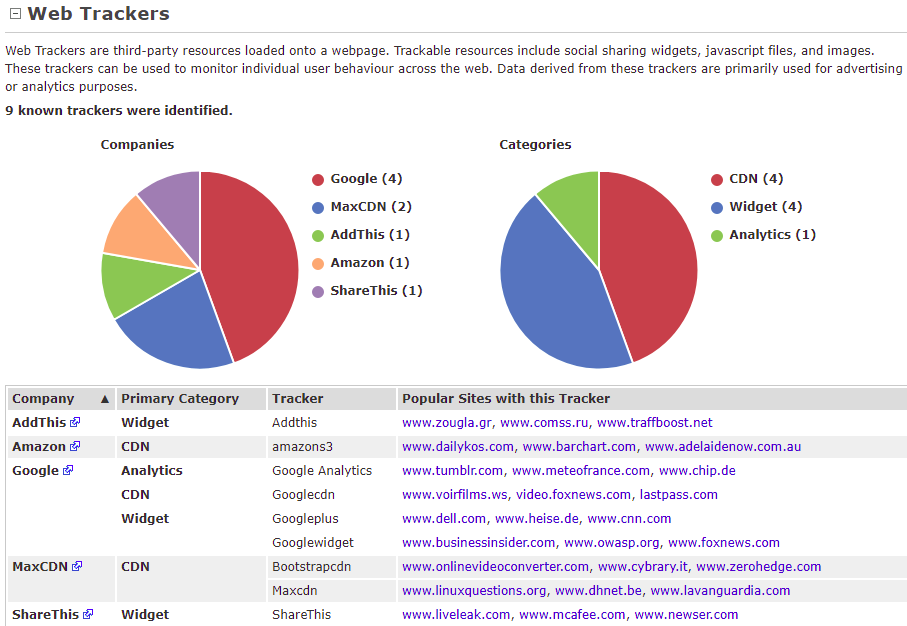 Web Trackers
Web Trackers are third-party resources loaded onto a webpage. Trackable resources include social sharing widgets, javascript files, and images.
These trackers can be used to monitor individual user behaviour across the web. Data derived from these trackers are primarily used for advertising
or analytics purposes.
9 known trackers were identified.
Companies
Google (4)
MaxCDN (2)
AddThis (1)
Amazon (1)
ShareThis (1)
Categories
CDN (4)
Widget (4)
Analytics (1)
Company ▲ Primary Category Tracker Popular Sites with this Tracker
AddThis Widget Addthis www.zougla.gr, www.comss.ru, www.traffboost.net
Amazon CDN amazons3 www.dailykos.com, www.barchart.com, www.adelaidenow.com.au
Google Analytics Google Analytics www.tumblr.com, www.meteofrance.com, www.chip.de
CDN Googlecdn www.voirfilms.ws, video.foxnews.com, lastpass.com
Widget Googleplus www.dell.com, www.heise.de, www.cnn.com
Googlewidget www.businessinsider.com, www.owasp.org, www.foxnews.com
MaxCDN CDN Bootstrapcdn www.onlinevideoconverter.com, www.cybrary.it, www.zerohedge.com
Maxcdn www.linuxquestions.org, www.dhnet.be, www.lavanguardia.com
ShareThis Widget ShareThis www.liveleak.com, www.mcafee.com, www.newser.com